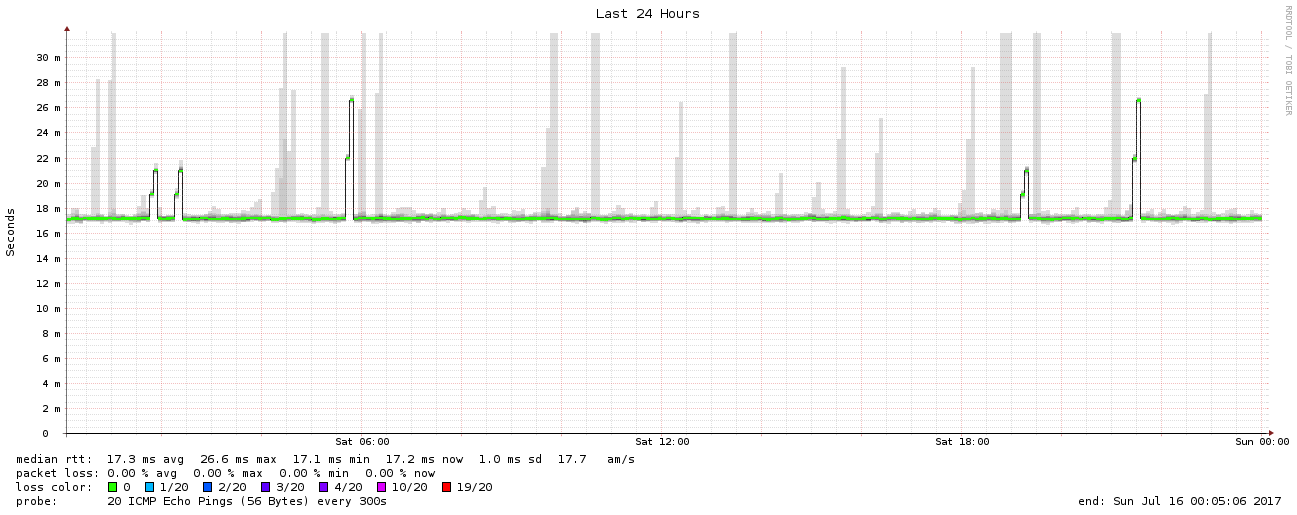 Last 24 Hours
RRDTOOL / TOBI OETIKER
Seconds
30 m
28 m
26 m
24 m
22 m
20 m
18 m
16 m
14 m
12 m
10 m
8 m
6 m
4 m
2 m
0
Sat 06:00 Sat 12:00 Sat 18:00 Sun 00:00
median rtt: 17.3 ms avg 26.6 ms max 17.1 ms min 17.2 ms now 1.0 ms sd 17.7 am/s
packet loss: 0.00 % avg 0.00 % max 0.00 % min 0.00 % now
loss color: 0 1/20 2/20 3/20 4/20 10/20 19/20
probe: 20 ICMP Echo Pings (56 Bytes) every 300s end: Sun Jul 16 00:05:06 2017